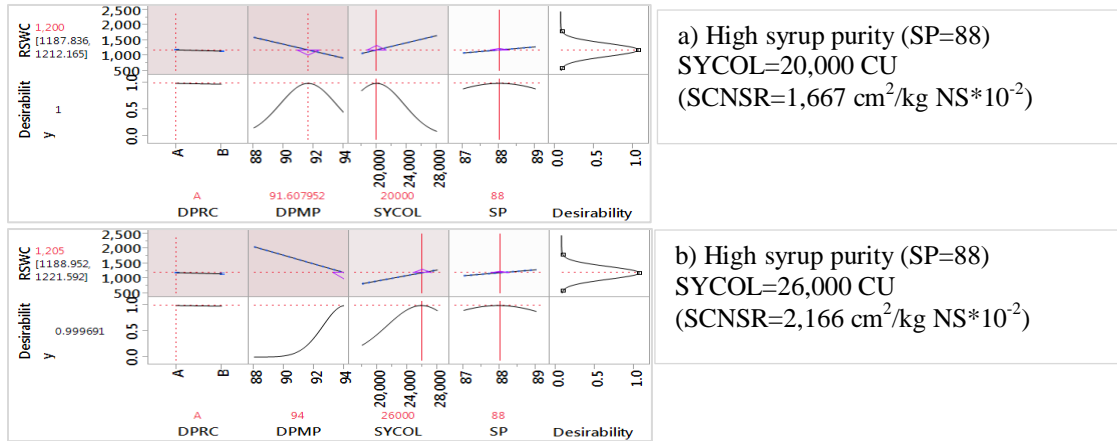 RSWC
1,200
[1187.836,
1212.165]
2,500
2,000
1,500
1,000
500
Desirabilit
y
1
1.0
0.5
0.0
A
B
88
90
92
94
20,000
24,000
28,000
87
88
89
0.0
0.5
1.0
A
91.607952
20000
88
DPRC
DPMP
SYCOL
SP
Desirability
a) High syrup purity (SP=88)
SYCOL=20,000 CU
(SCNSR=1,667 cm²/kg NS*10⁻²)
RSWC
1,205
[1188.952,
1221.592]
2,500
2,000
1,500
1,000
500
Desirabilit
y
0.999691
1.0
0.5
0.0
A
B
88
90
92
94
20,000
24,000
28,000
87
88
89
0.0
0.5
1.0
A
94
26000
88
DPRC
DPMP
SYCOL
SP
Desirability
b) High syrup purity (SP=88)
SYCOL=26,000 CU
(SCNSR=2,166 cm²/kg NS*10⁻²)